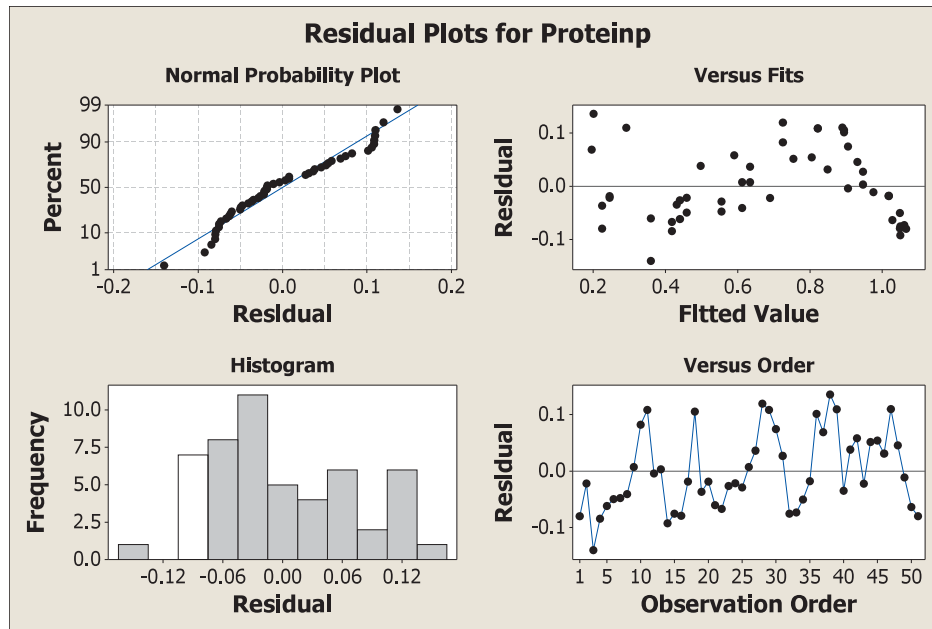 Residual Plots for Proteinp
Normal Probability Plot
Versus Fits
99
90
50
10
1
Percent
-0.2 -0.1 0.0 0.1 0.2
Residual
0.1
0.0
-0.1
Residual
0.2 0.4 0.6 0.8 1.0
Fitted Value
Histogram
Versus Order
10.0
7.5
5.0
2.5
0.0
Frequency
-0.12 -0.06 0.00 0.06 0.12
Residual
0.1
0.0
-0.1
Residual
1 5 10 15 20 25 30 35 40 45 50
Observation Order